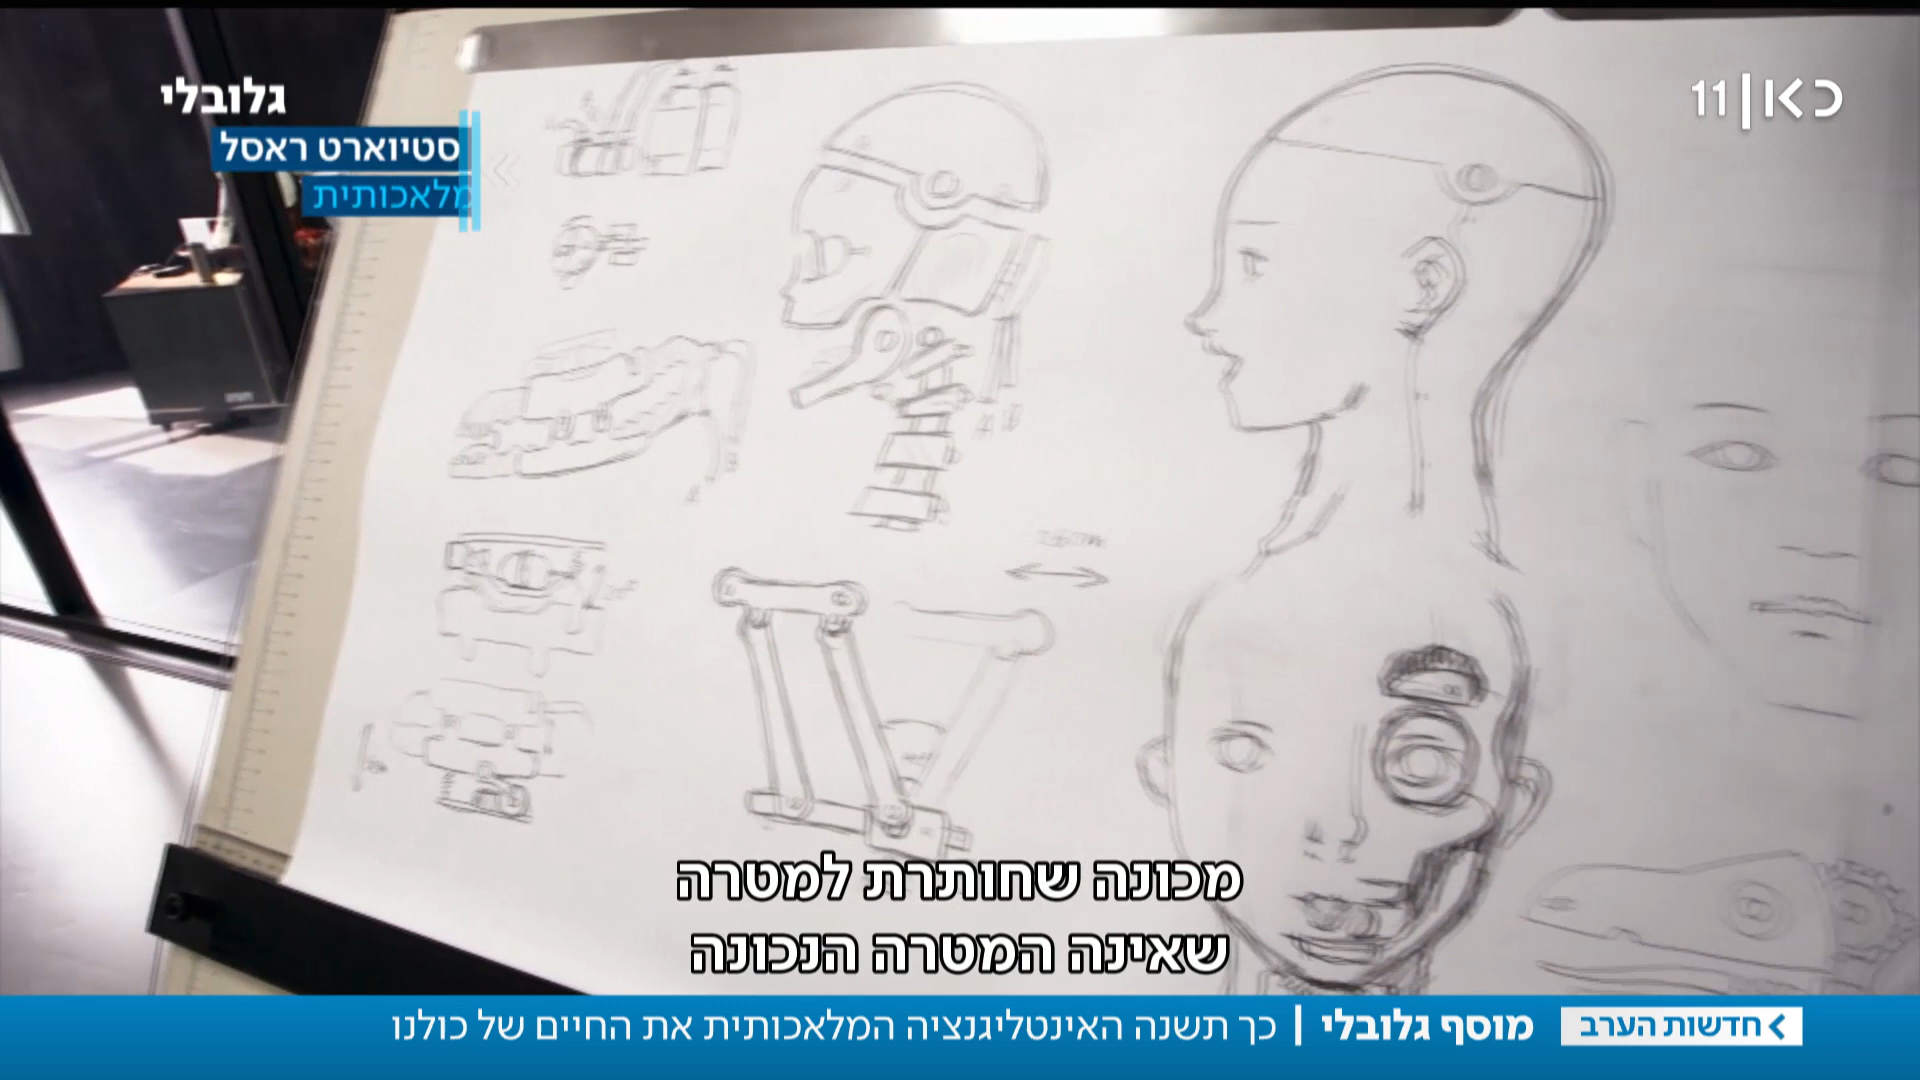 גלובלי
סטיוארט ראסל
מלאכותית
כאן 11
מכונה שחותרת למטרה
שאינה המטרה הנכונה
חדשות הערב
מוסף גלובלי | כך תשנה האינטליגנציה המלאכותית את החיים של כולנו